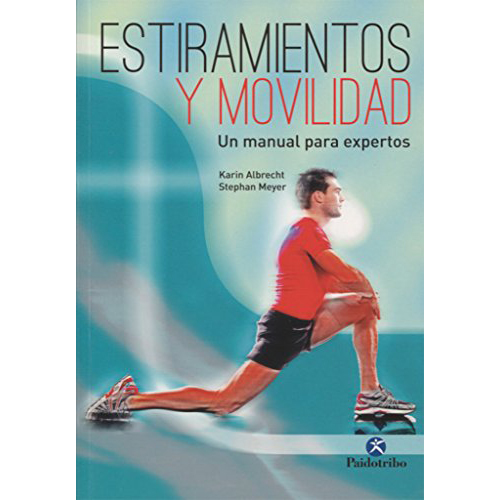 ESTIRAMIENTOS
Y MOVILIDAD
Un manual para expertos
Karin Albrecht
Stephan Meyer
Paidotribo